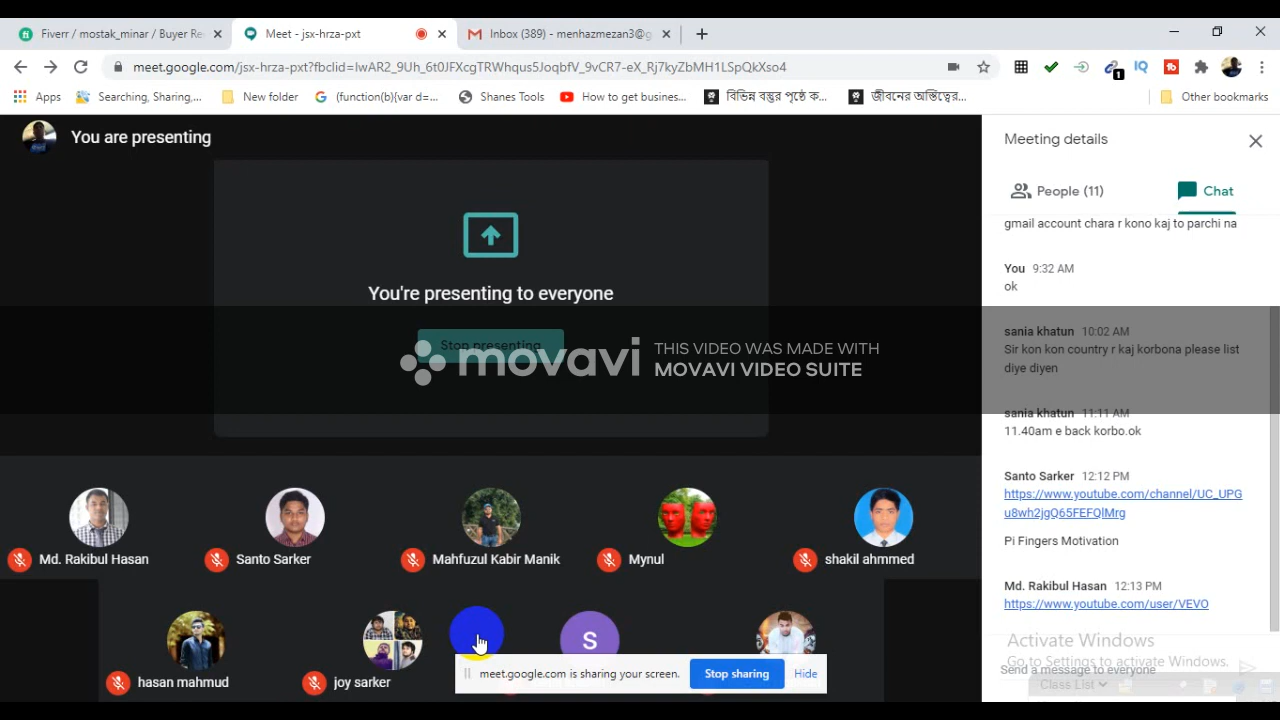 Fiverr / mostak_minar / Buyer Re
Meet - jsx-hrza-pxt
Inbox (389) - menhazmezan3@g
meet.google.com/jsx-hrza-pxt?fbclid=IwAR2_9Uh_6t0JFXcqTRWhqus5JoqbfV_9vCR7-eX_Rj7kyZbMH1LSpQkXso4
Apps
Searching, Sharing,...
New folder
(function(b){var d=...
Shanes Tools
How to get busines...
বিভিন্ন বস্তুর পৃষ্ঠে ক...
জীবনের অস্তিত্বের...
Other bookmarks
You are presenting
You're presenting to everyone
Stop presenting
movavi
THIS VIDEO WAS MADE WITH
MOVAVI VIDEO SUITE
Md. Rakibul Hasan
Santo Sarker
Mahfuzul Kabir Manik
Mynul
shakil ahmmed
S
hasan mahmud
joy sarker
meet.google.com is sharing your screen.
Stop sharing
Hide
Meeting details
People (11)
Chat
gmail account chara r kono kaj to parchi na
You 9:32 AM
ok
sania khatun 10:02 AM
Sir kon kon country r kaj korbona please list
diye diyen
sania khatun 11:11 AM
11.40am e back korbo.ok
Santo Sarker 12:12 PM
https://www.youtube.com/channel/UC_UPG
u8wh2jgQ65FEFQlMrg
Pi Fingers Motivation
Md. Rakibul Hasan 12:13 PM
https://www.youtube.com/user/VEVO
Activate Windows
Go to Settings to activate Windows.
Send a message to everyone
Class List